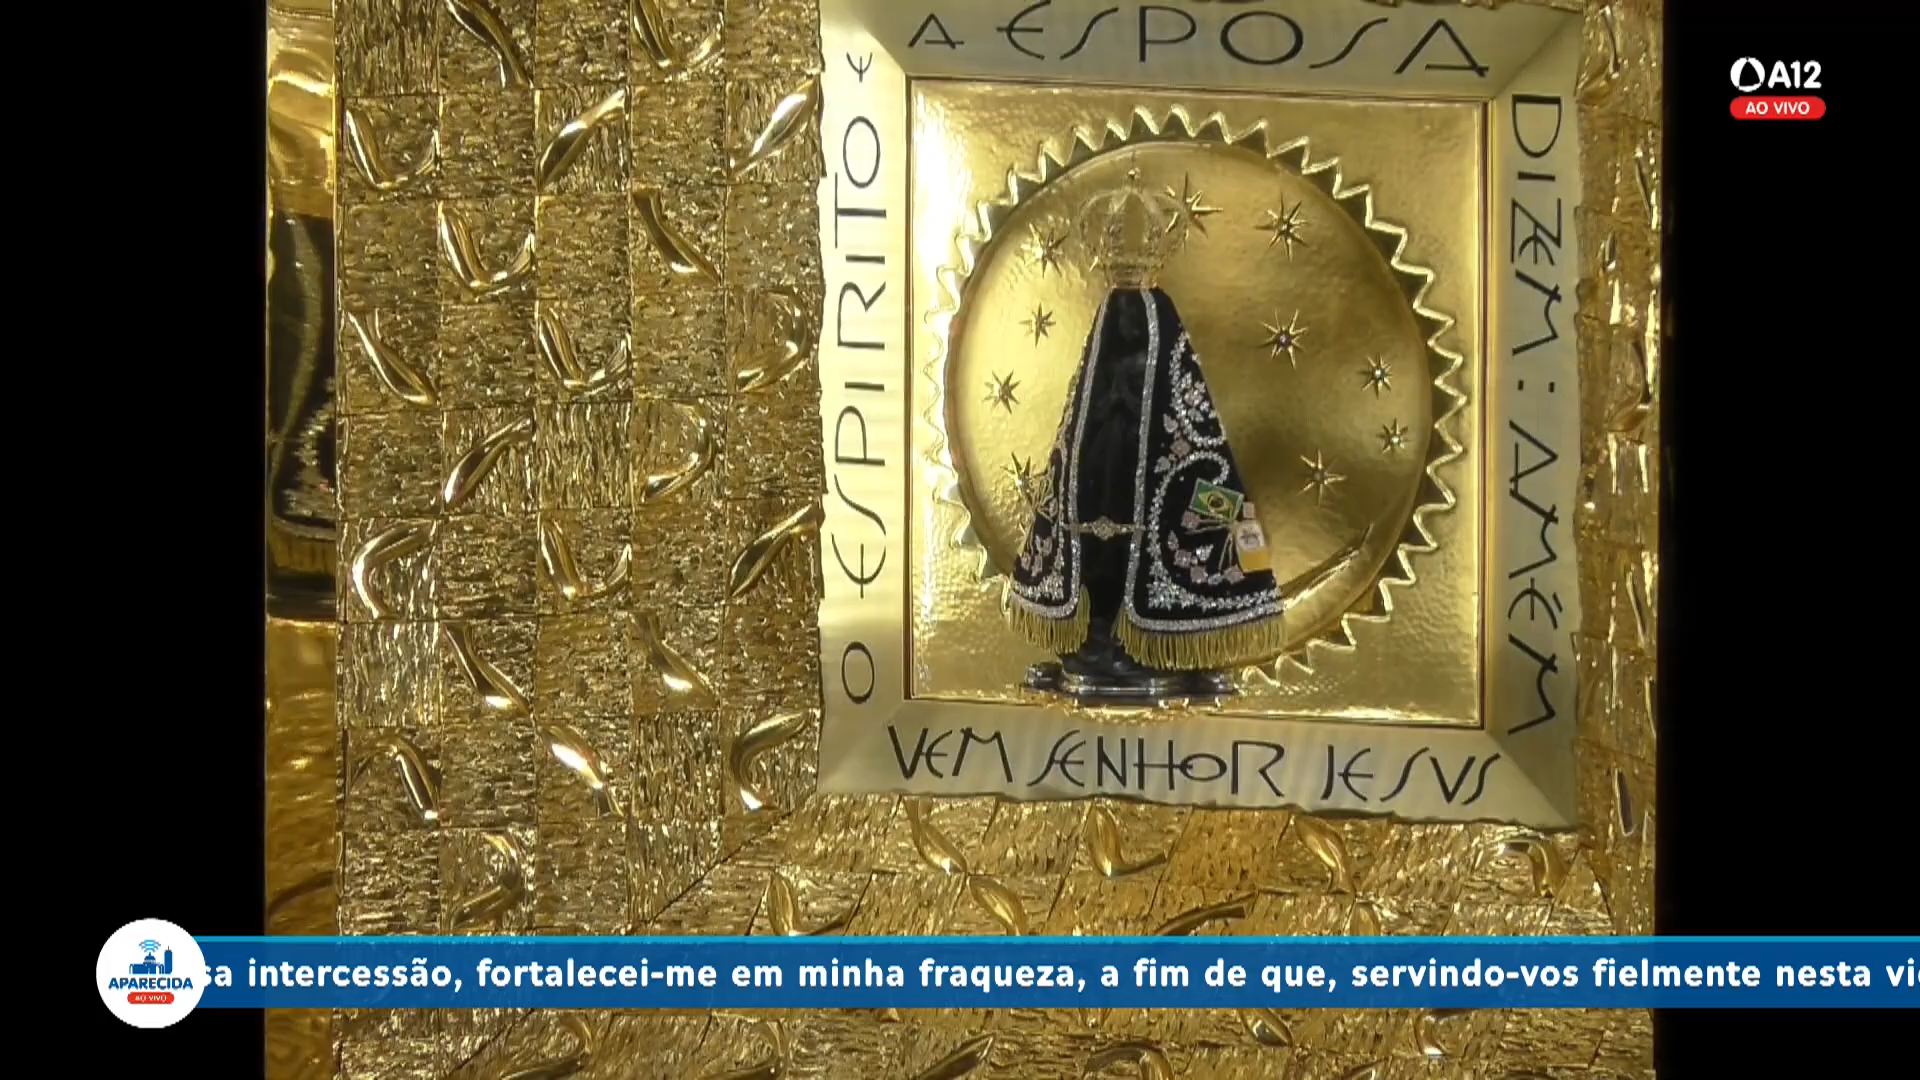 A ESPOSA
O ESPIRITO E
DIZEM: AMÉM
VEM SENHOR JESUS
A12
AO VIVO
APARECIDA
AO VIVO
sa intercessão, fortalecei-me em minha fraqueza, a fim de que, servindo-vos fielmente nesta